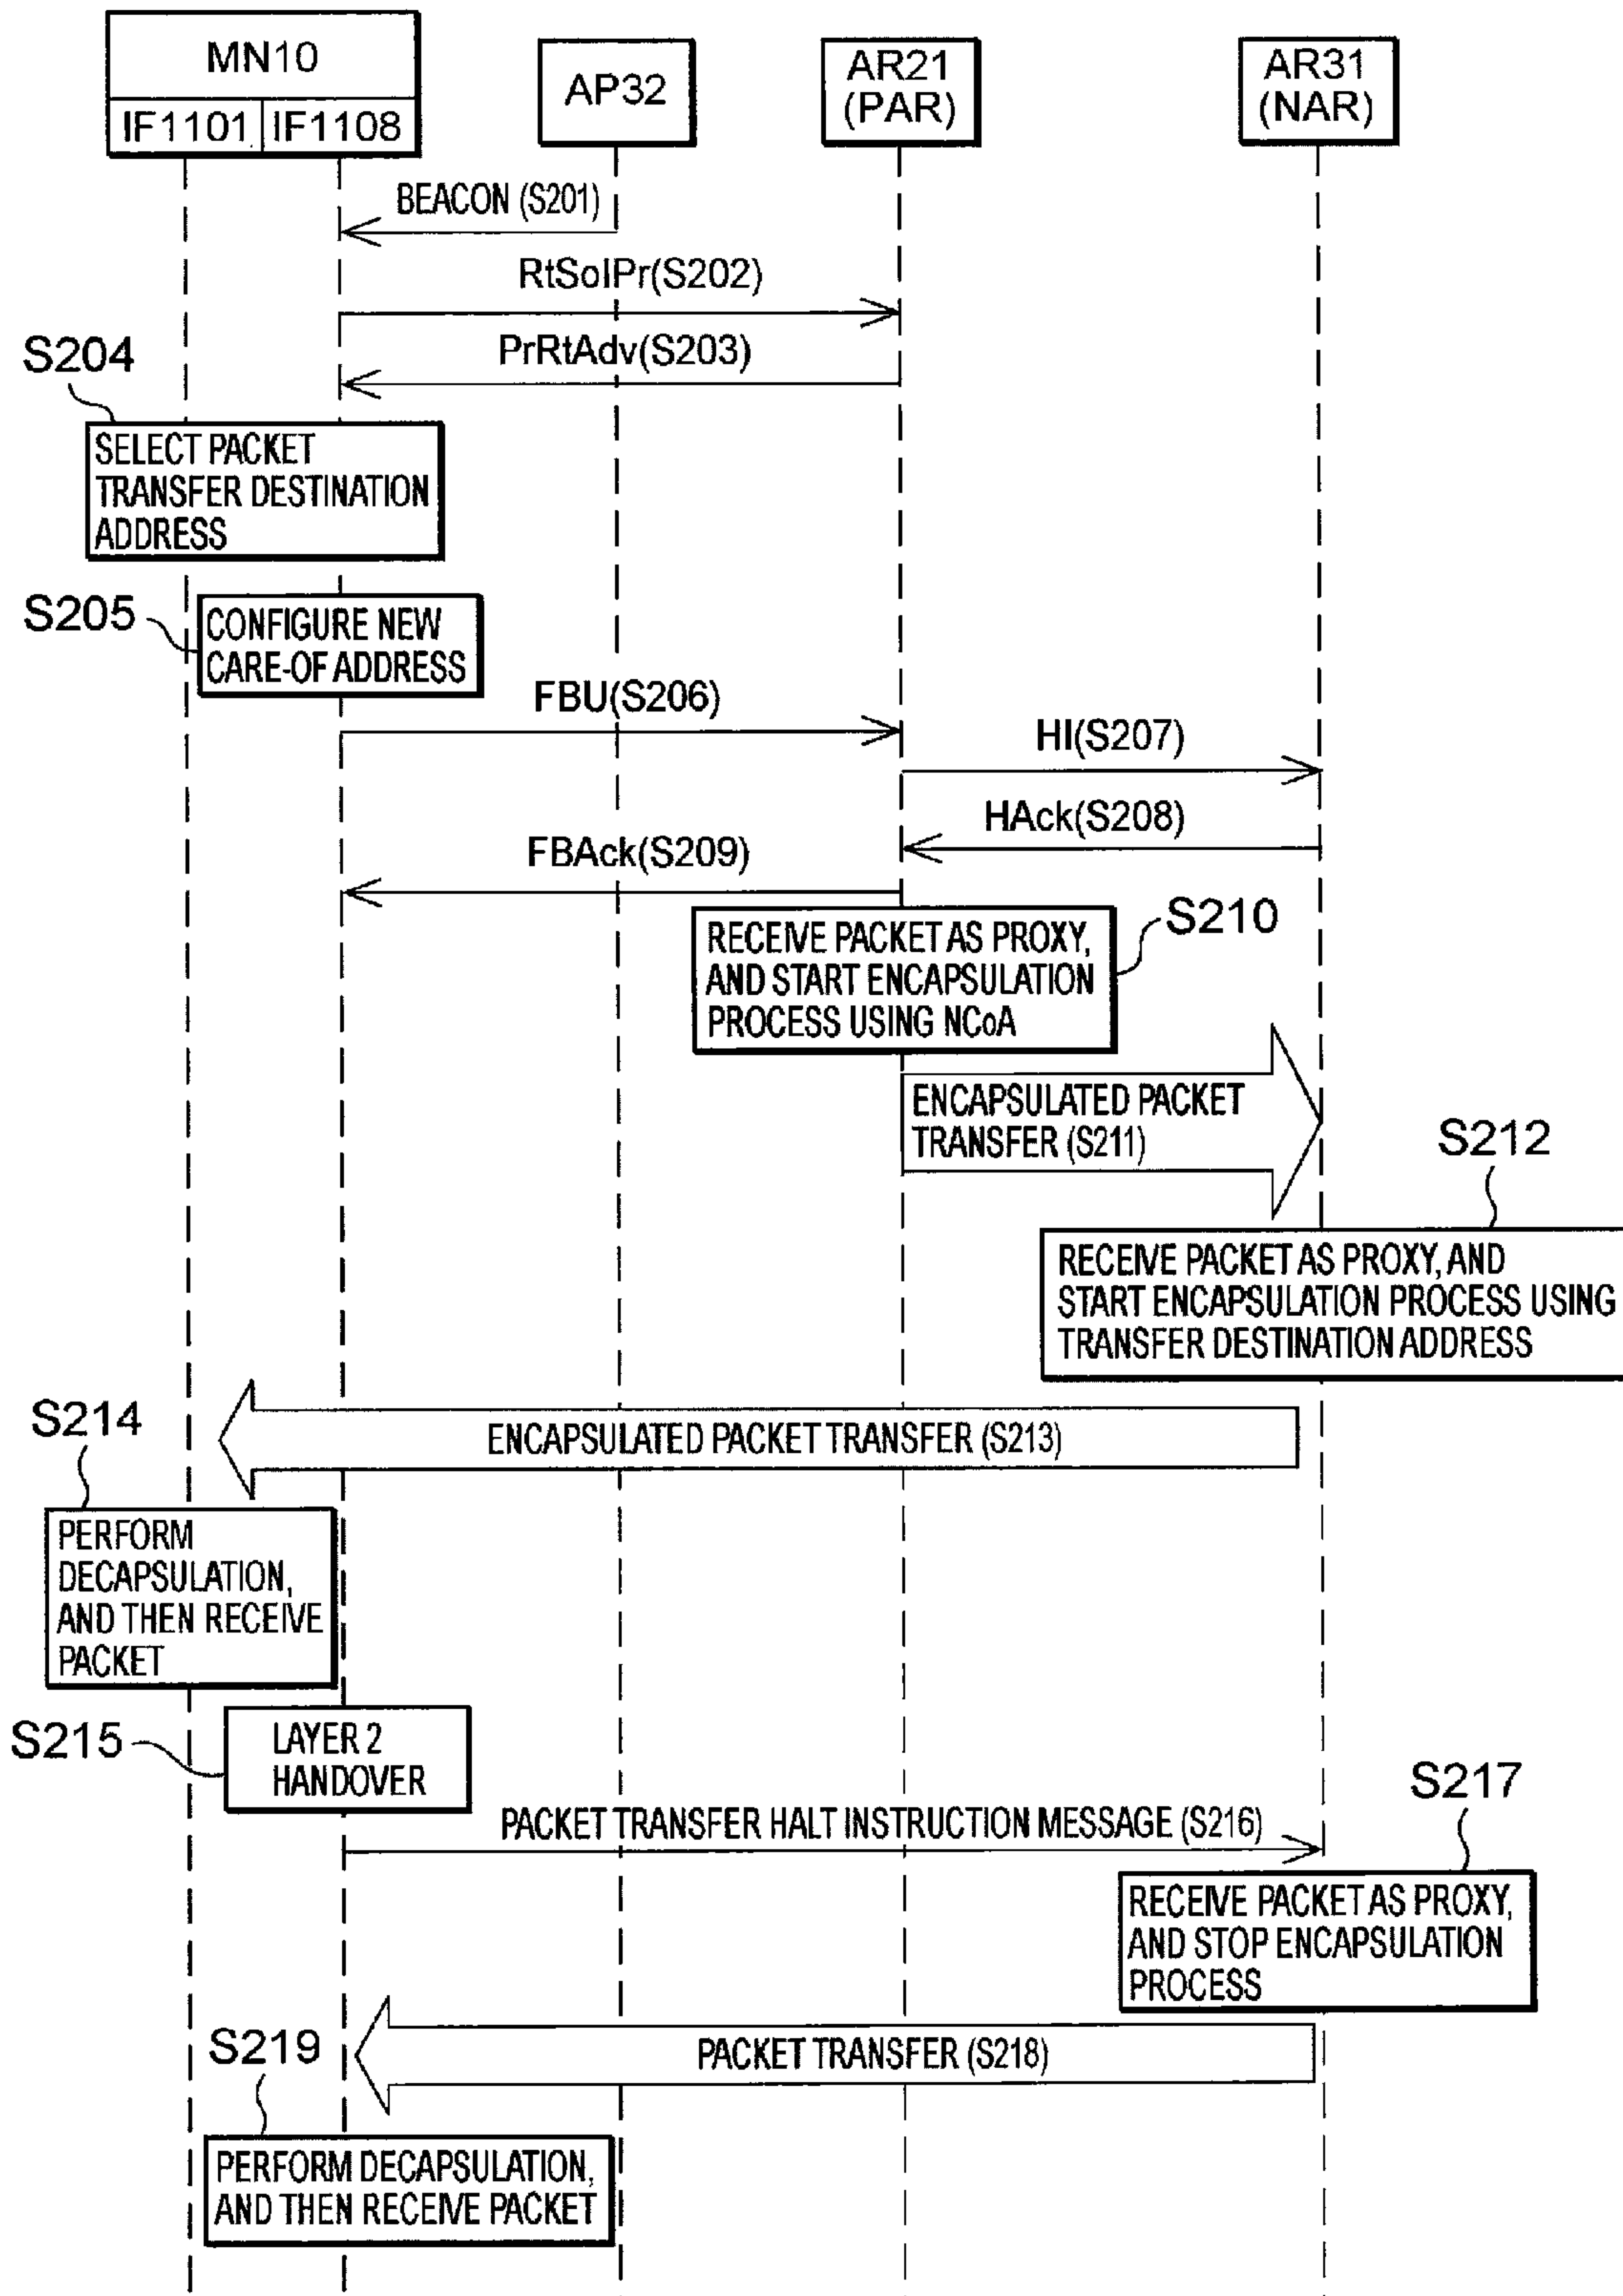 MN10
IF1101 IF1108
AP32
AR21
(PAR)
AR31
(NAR)
BEACON (S201)
RtSolPr(S202)
PrRtAdv(S203)
S204
SELECT PACKET
TRANSFER DESTINATION
ADDRESS
S205
CONFIGURE NEW
CARE-OF ADDRESS
FBU(S206)
HI(S207)
HAck(S208)
FBAck(S209)
S210
RECEIVE PACKET AS PROXY,
AND START ENCAPSULATION
PROCESS USING NCoA
ENCAPSULATED PACKET
TRANSFER (S211)
S212
RECEIVE PACKET AS PROXY, AND
START ENCAPSULATION PROCESS USING
TRANSFER DESTINATION ADDRESS
ENCAPSULATED PACKET TRANSFER (S213)
S214
PERFORM
DECAPSULATION,
AND THEN RECEIVE
PACKET
S215
LAYER 2
HANDOVER
PACKET TRANSFER HALT INSTRUCTION MESSAGE (S216)
S217
RECEIVE PACKET AS PROXY,
AND STOP ENCAPSULATION
PROCESS
PACKET TRANSFER (S218)
S219
PERFORM DECAPSULATION,
AND THEN RECEIVE PACKET